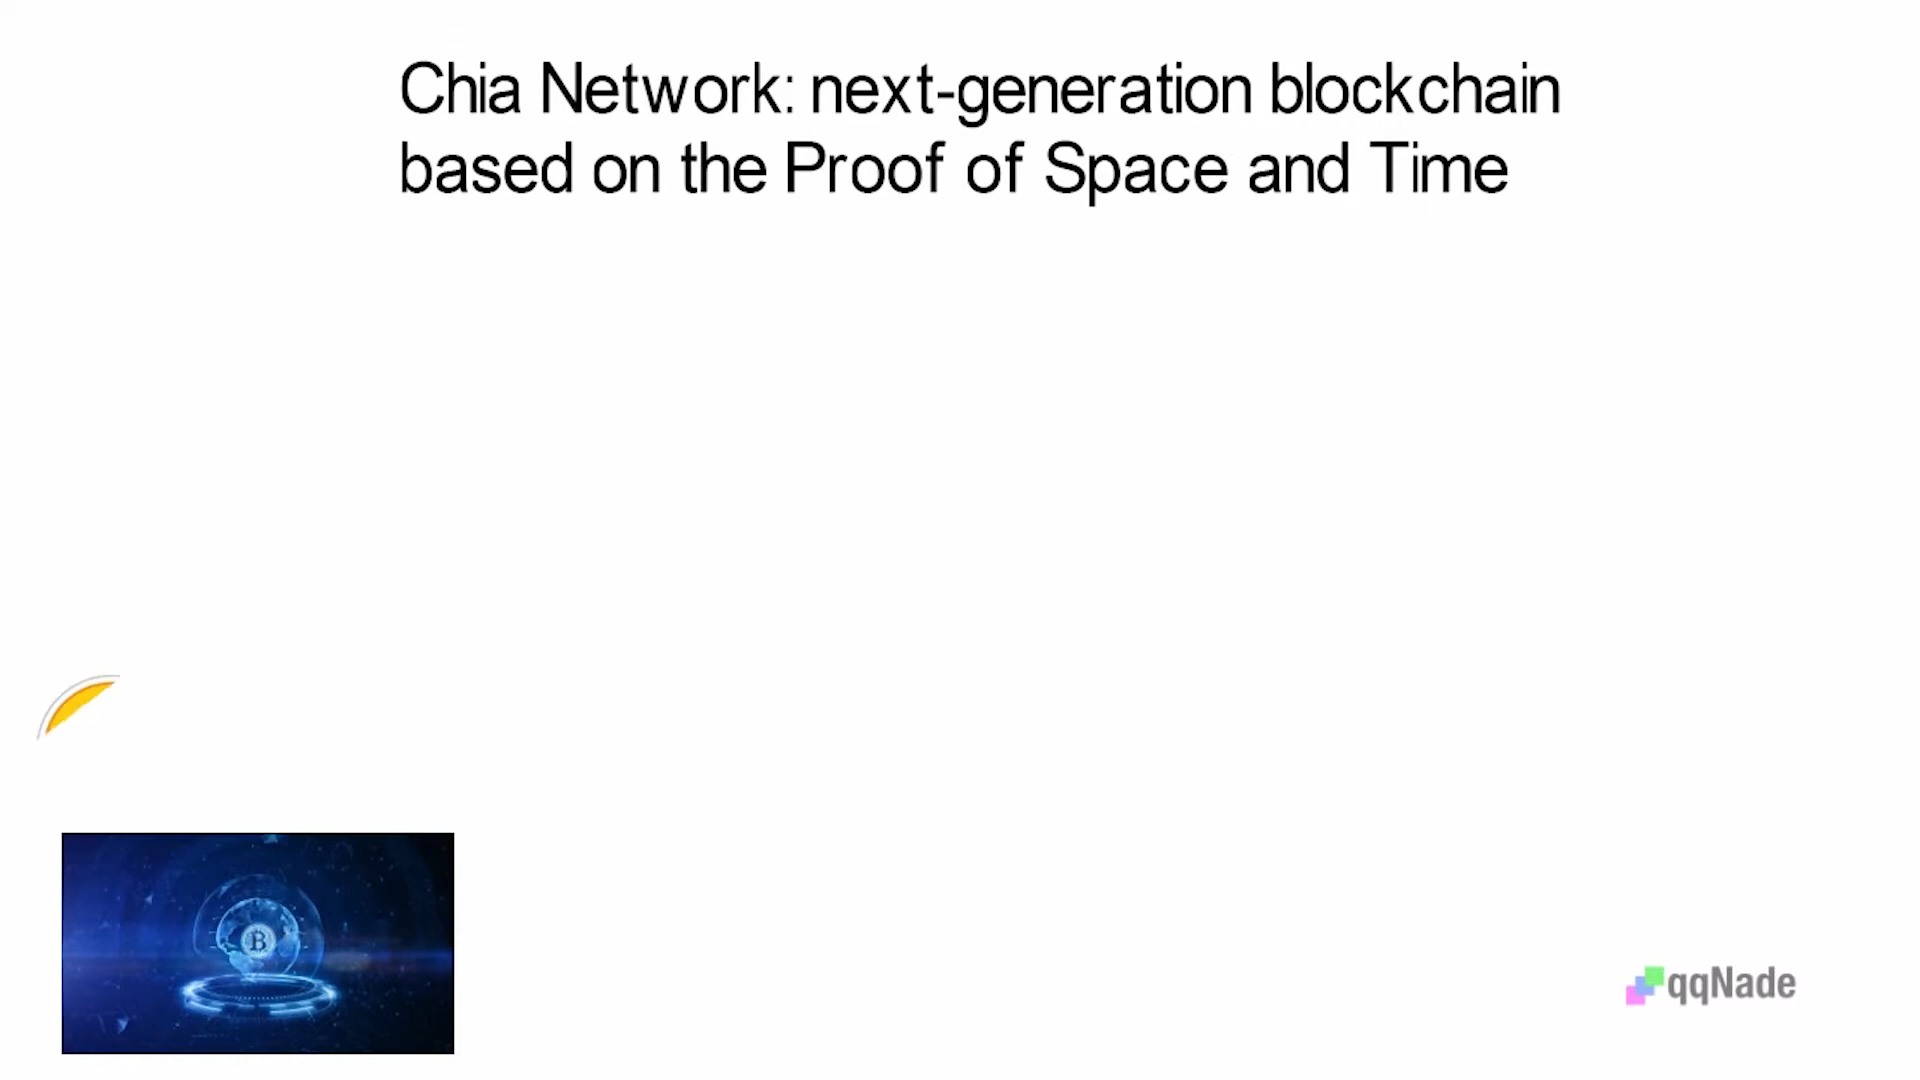 Chia Network: next-generation blockchain
based on the Proof of Space and Time
B
qqNade